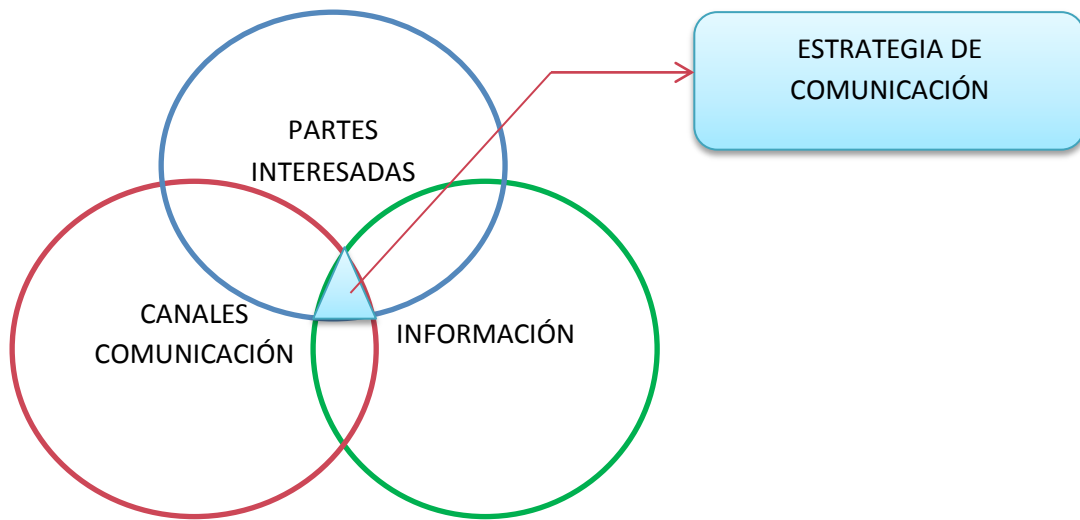 PARTES
INTERESADAS
CANALES
COMUNICACIÓN
INFORMACIÓN
ESTRATEGIA DE
COMUNICACIÓN